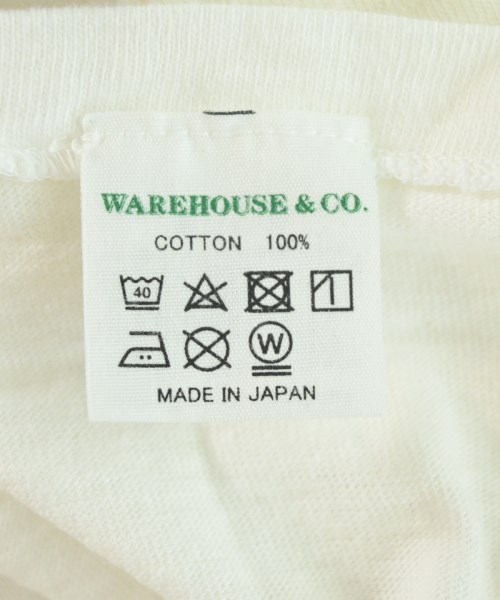 WAREHOUSE & CO.
COTTON 100%
40
W
MADE IN JAPAN